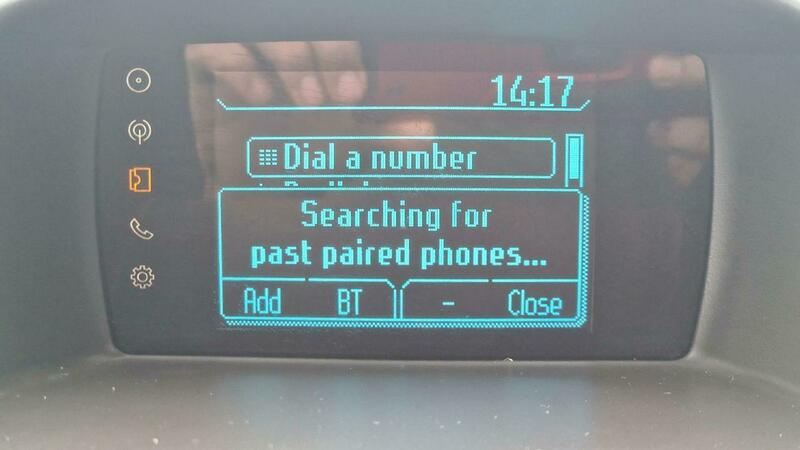 14:17
Dial a number
Searching for
past paired phones...
Add BT - Close